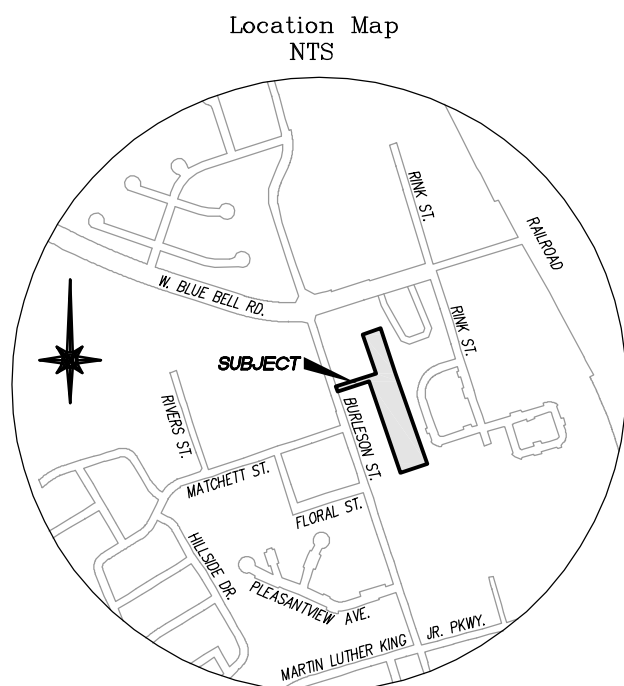 Location Map
NTS
RINK ST.
RAILROAD
W. BLUE BELL RD.
RINK ST.
SUBJECT
RIVERS ST.
BURLESON ST.
MATCHETT ST.
FLORAL ST.
HILLSIDE DR.
PLEASANTVIEW AVE.
MARTIN LUTHER KING JR. PKWY.